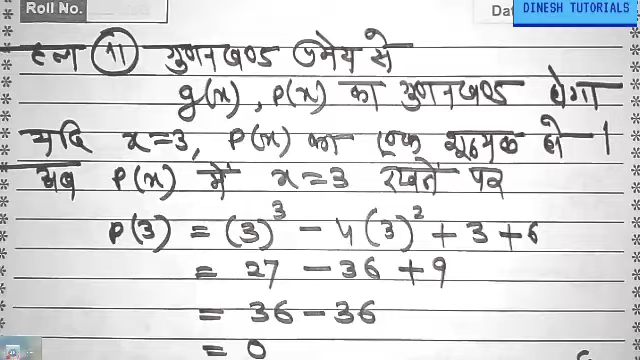 Roll No.
Dat
DINESH TUTORIALS
हल (11) गुणनखण्ड प्रमेय से
g(x), p(x) का गुणनखण्ड होगा
यदि x=3, p(x) का एक शून्यक हो।
अब p(x) में x=3 रखने पर
p(3) = (3)³ - 4(3)² + 3 + 6
= 27 - 36 + 9
= 36 - 36
= 0